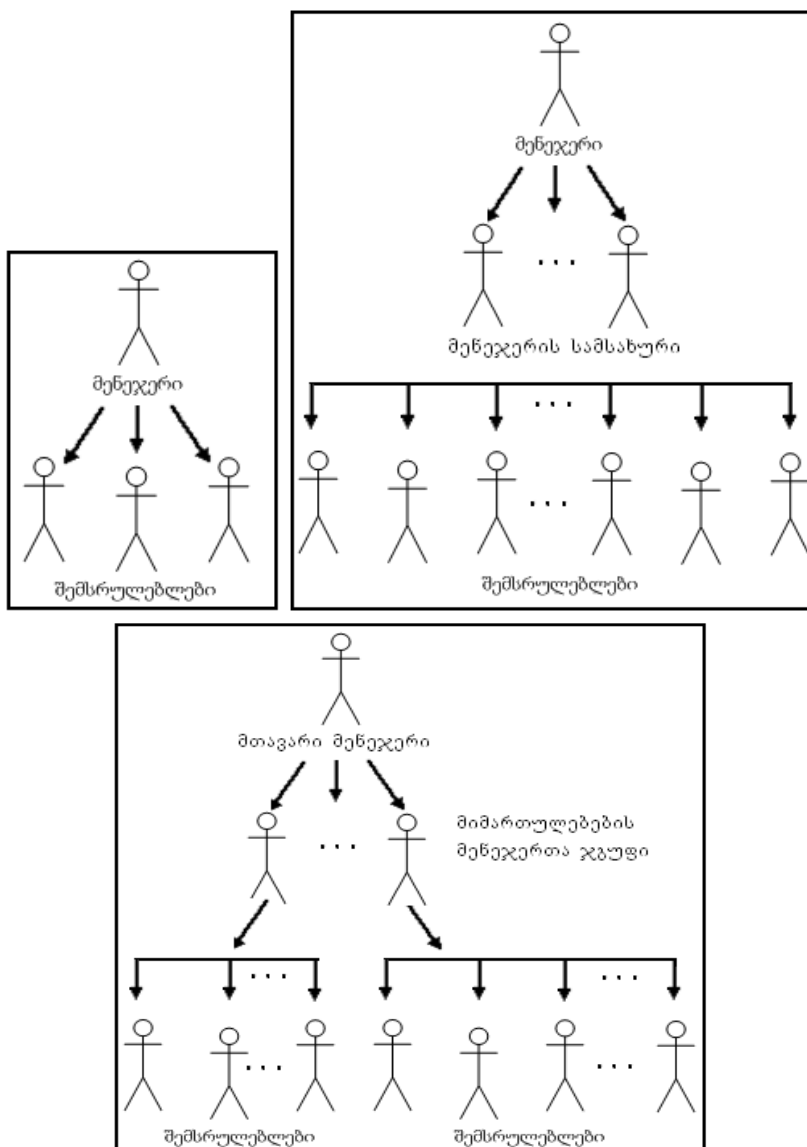 მენეჯერი
მენეჯერის სამსახური
შემსრულებლები
მენეჯერი
შემსრულებლები
მთავარი მენეჯერი
მიმართულებების
მენეჯერთა ჯგუფი
შემსრულებლები
შემსრულებლები